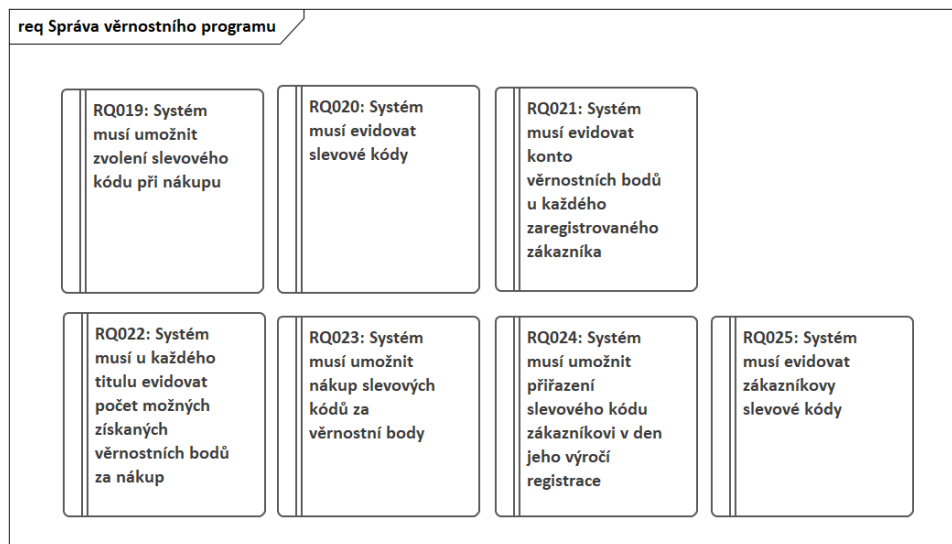 req Správa věrnostního programu
RQ019: Systém
musí umožnit
zvolení slevového
kódu při nákupu
RQ020: Systém
musí evidovat
slevové kódy
RQ021: Systém
musí evidovat
konto
věrnostních bodů
u každého
zaregistrovaného
zákazníka
RQ022: Systém
musí u každého
titulu evidovat
počet možných
získaných
věrnostních bodů
za nákup
RQ023: Systém
musí umožnit
nákup slevových
kódů za
věrnostní body
RQ024: Systém
musí umožnit
přiřazení
slevového kódu
zákazníkovi v den
jeho výročí
registrace
RQ025: Systém
musí evidovat
zákazníkovy
slevové kódy